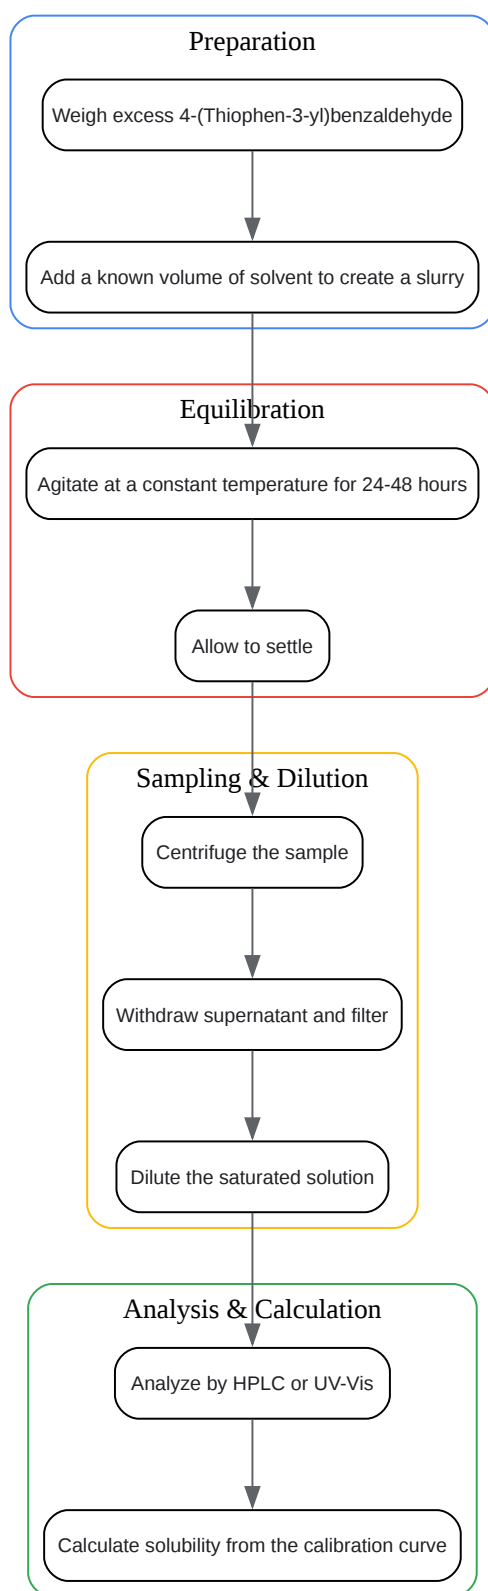 Preparation
Weigh excess 4-(Thiophen-3-yl)benzaldehyde
Add a known volume of solvent to create a slurry
Equilibration
Agitate at a constant temperature for 24-48 hours
Allow to settle
Sampling & Dilution
Centrifuge the sample
Withdraw supernatant and filter
Dilute the saturated solution
Analysis & Calculation
Analyze by HPLC or UV-Vis
Calculate solubility from the calibration curve